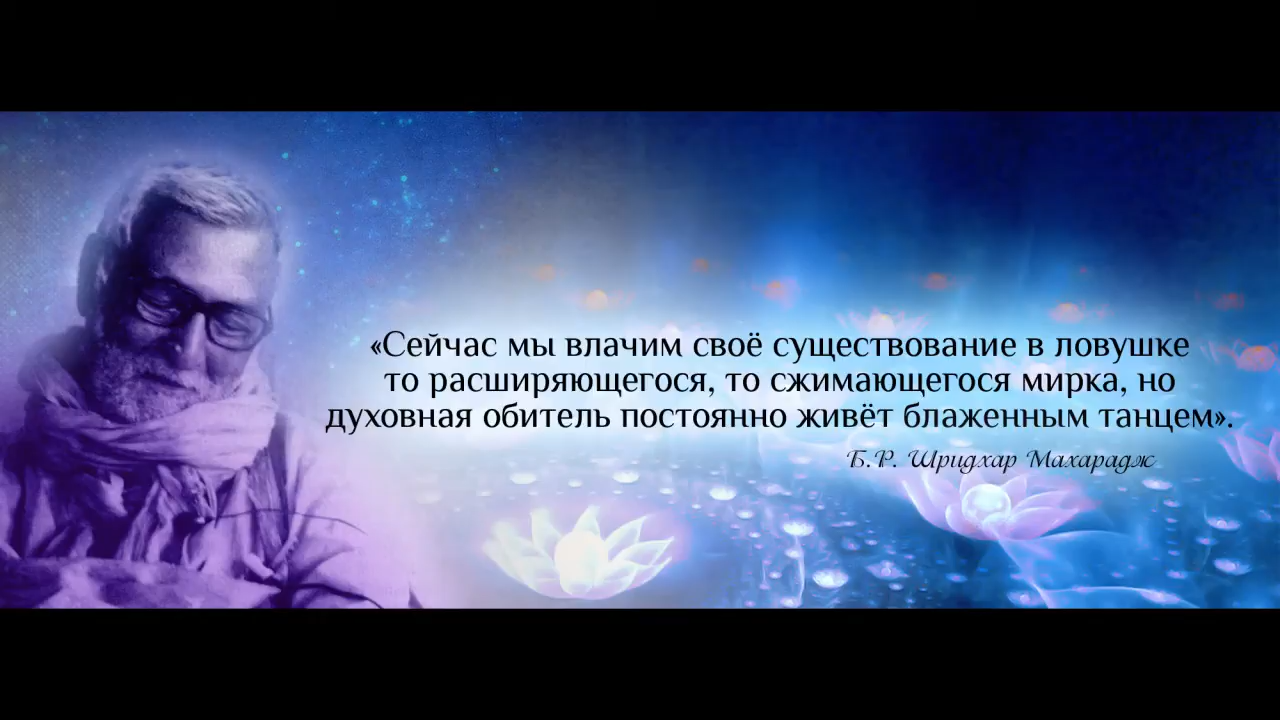 «Сейчас мы влачим своё существование в ловушке
то расширяющегося, то сжимающегося мирка, но
духовная обитель постоянно живёт блаженным танцем».
Б.Р. Шридхар Махарадж